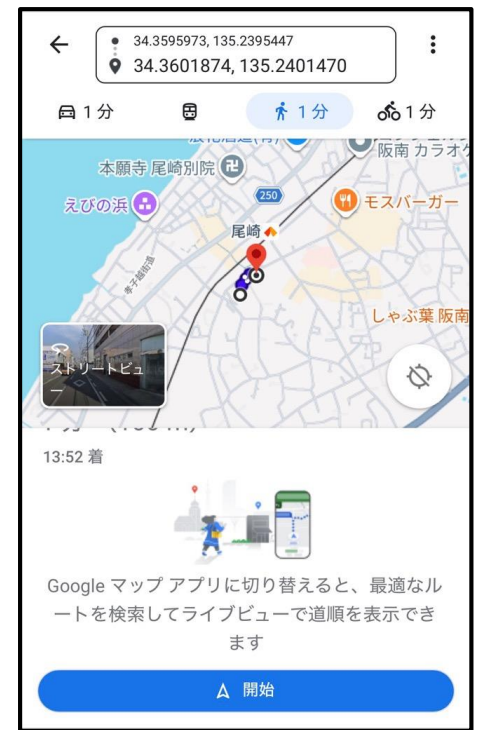 34.3595973, 135.2395447
34.3601874, 135.2401470
1 分
1 分
1 分
本願寺 尾崎別院
阪南 カラオケ
えびの浜
250
モスバーガー
尾崎
孝子越街道
しゃぶ葉 阪南
ストリートビュ
ー
13:52 着
Google マップ アプリに切り替えると、最適なル
ートを検索してライブビューで道順を表示でき
ます
開始